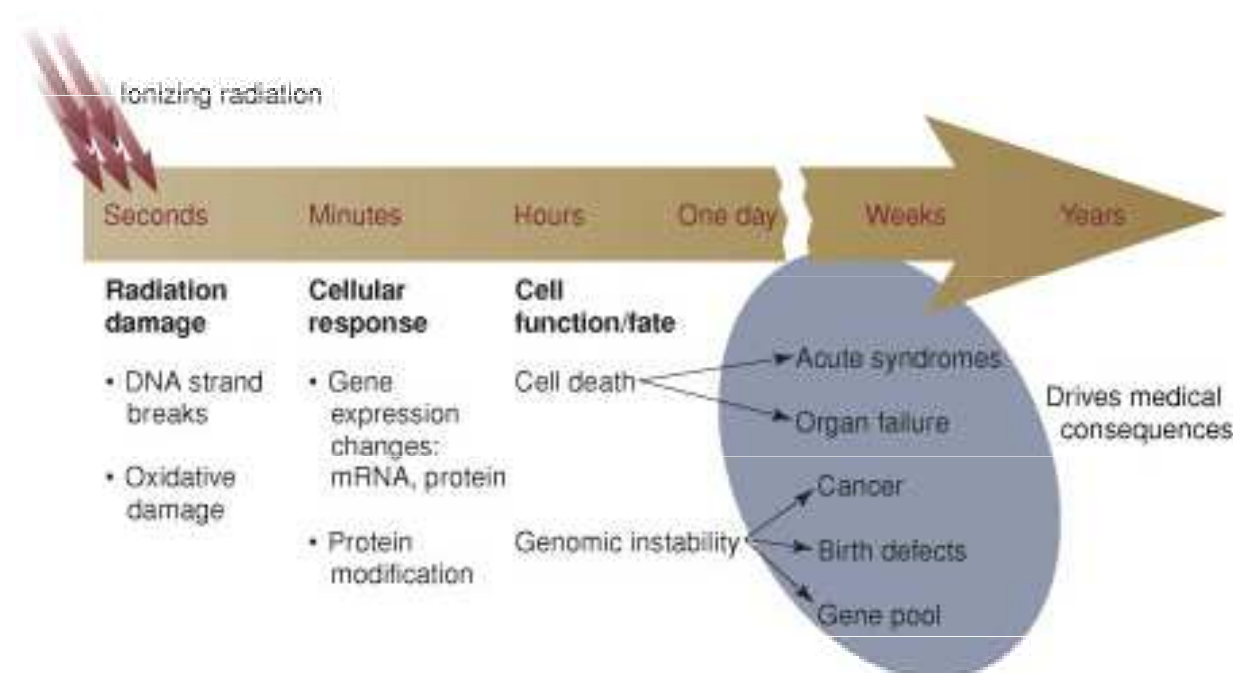 Ionizing radiation
Seconds Minutes Hours One day Weeks Years
Radiation
damage
• DNA strand
breaks
• Oxidative
damage
Cellular
response
• Gene
expression
changes:
mRNA, protein
• Protein
modification
Cell
function/fate
Cell death
Genomic instability
Acute syndromes
Organ failure
Cancer
Birth defects
Gene pool
Drives medical
consequences